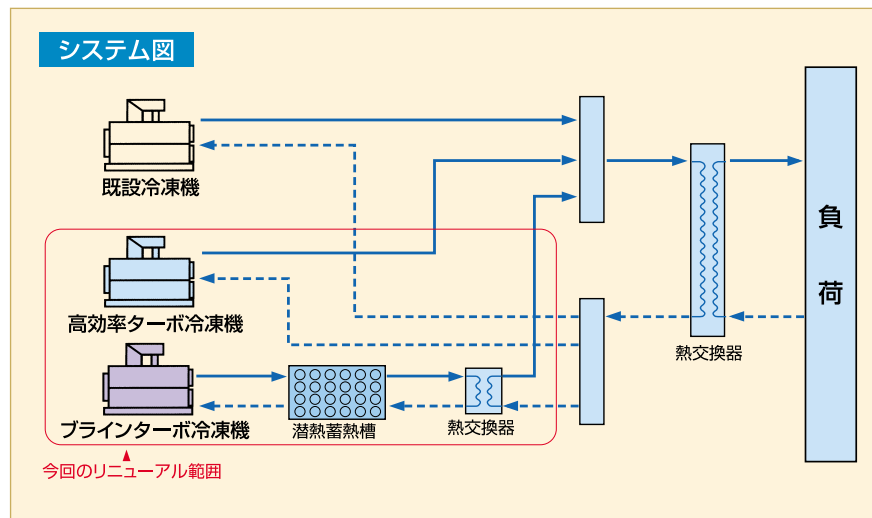 システム図
既設冷凍機
高効率ターボ冷凍機
ブラインターボ冷凍機
潜熱蓄熱槽
熱交換器
熱交換器
負荷
今回のリニューアル範囲